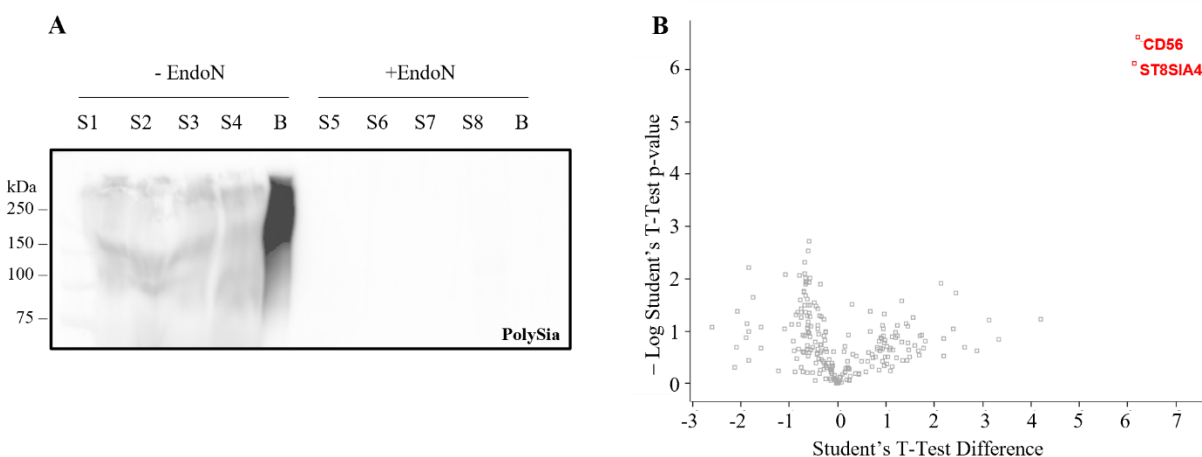 A
- EndoN +EndoN
S1 S2 S3 S4 B S5 S6 S7 S8 B
kDa
250
150
100
75
PolySia
B
CD56
ST8SIA4
6
5
4
3
2
1
0
– Log Student's T-Test p-value
-3 -2 -1 0 1 2 3 4 5 6 7
Student's T-Test Difference